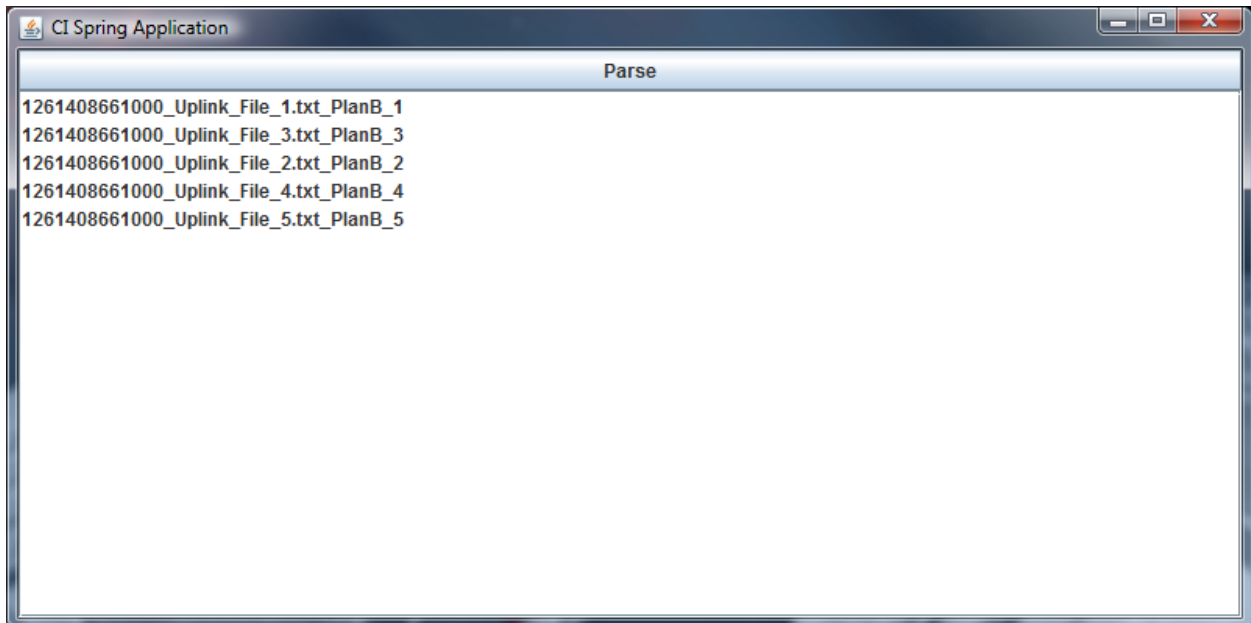 CI Spring Application
Parse
1261408661000_Uplink_File_1.txt_PlanB_1
1261408661000_Uplink_File_3.txt_PlanB_3
1261408661000_Uplink_File_2.txt_PlanB_2
1261408661000_Uplink_File_4.txt_PlanB_4
1261408661000_Uplink_File_5.txt_PlanB_5